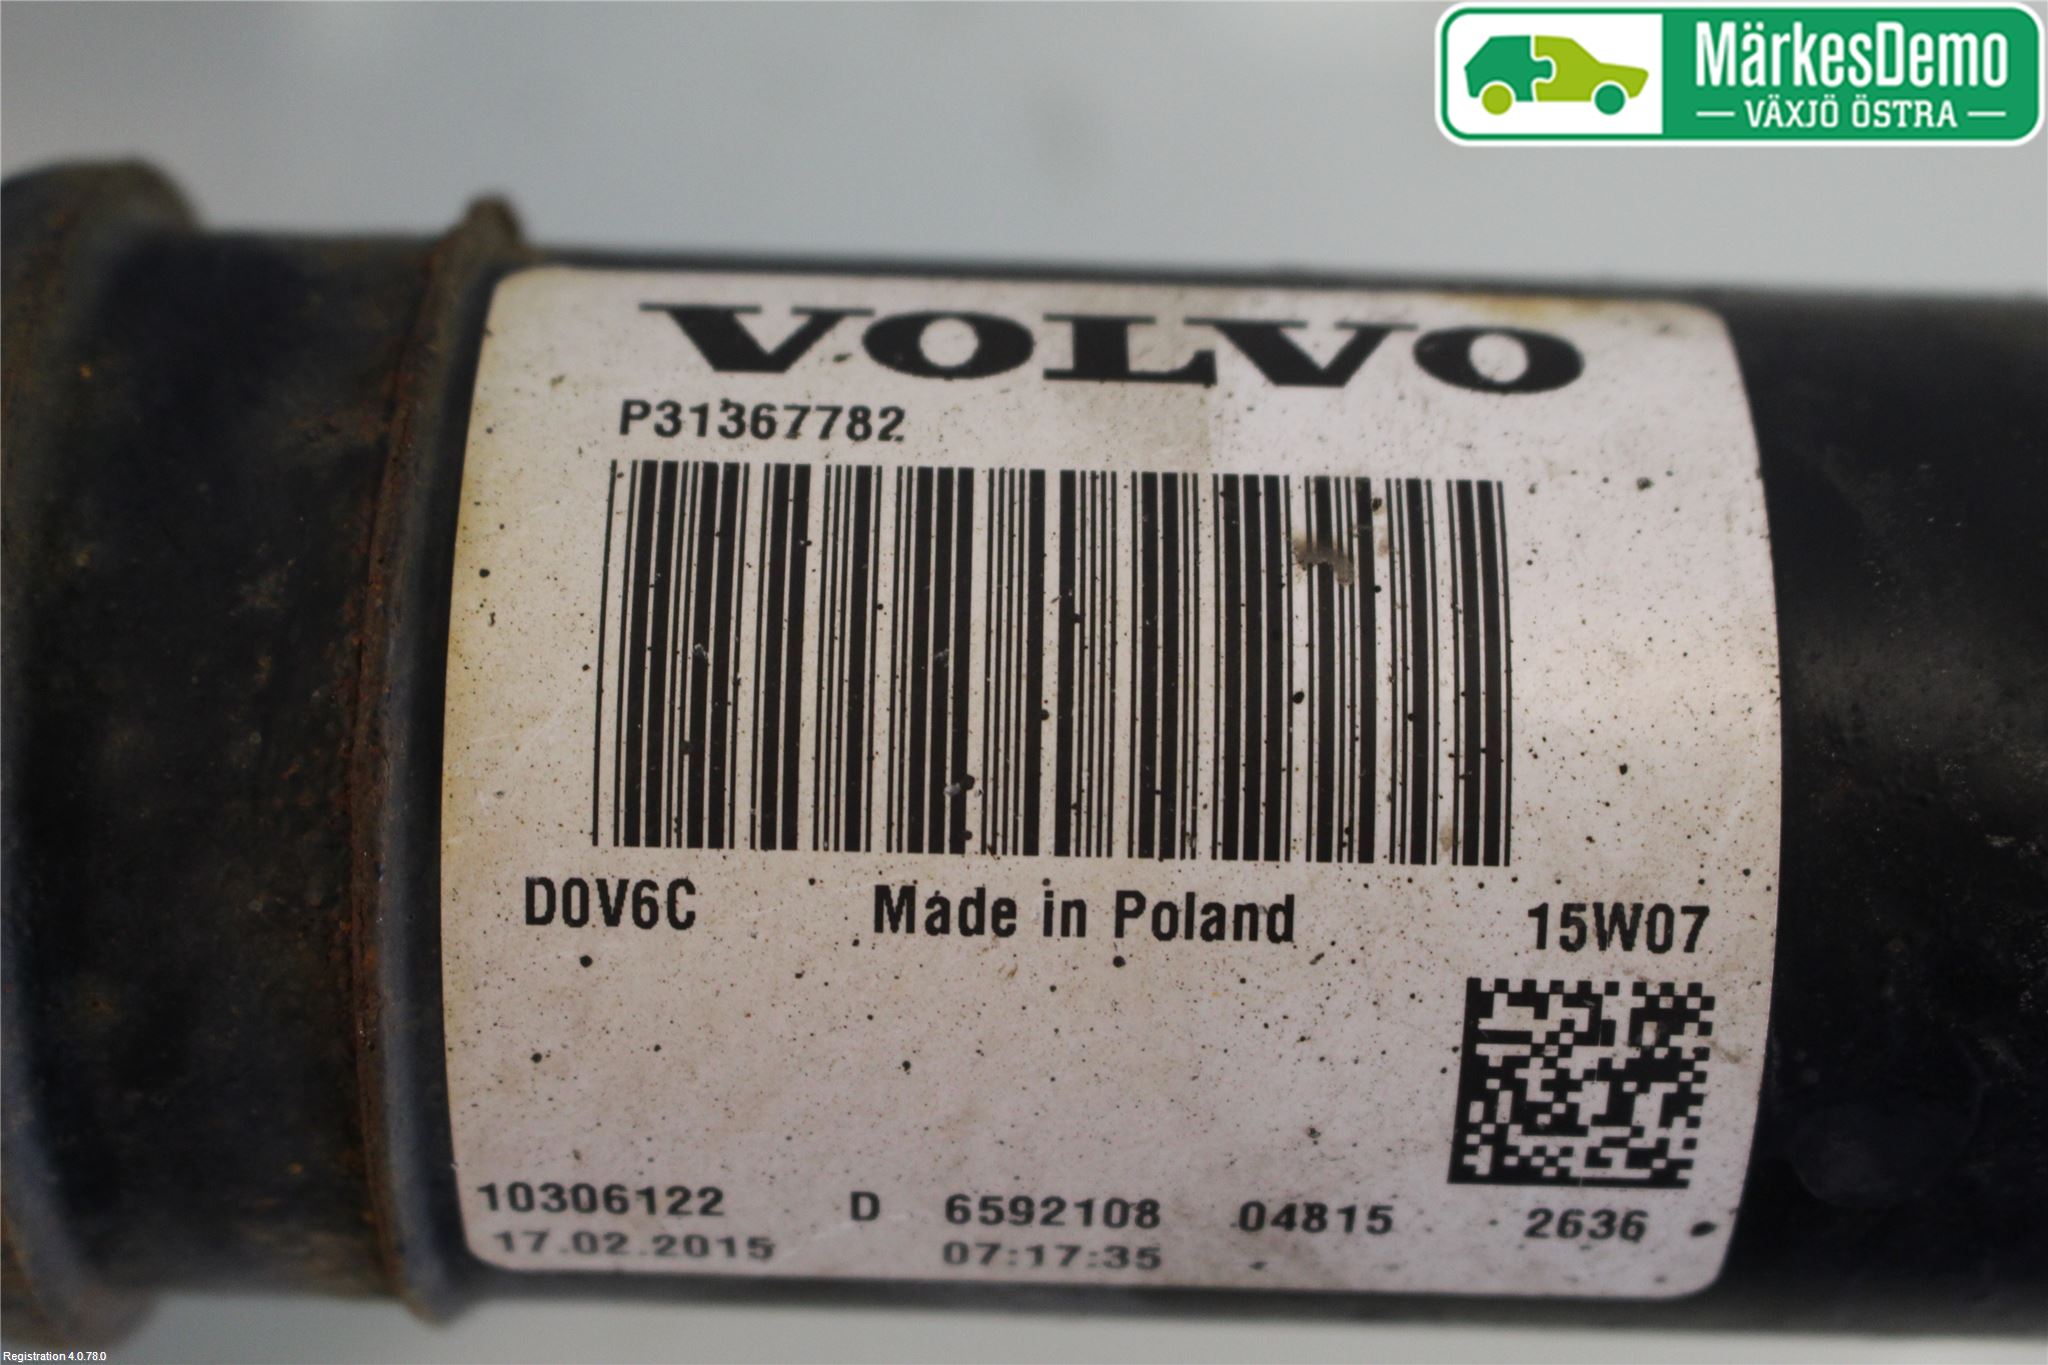 MärkesDemo
VÄXJÖ ÖSTRA
VOLVO
P31367782
D0V6C Made in Poland 15W07
10306122 D 6592108 04815 2636
17.02.2015 07:17:35
Registration 4.0.78.0